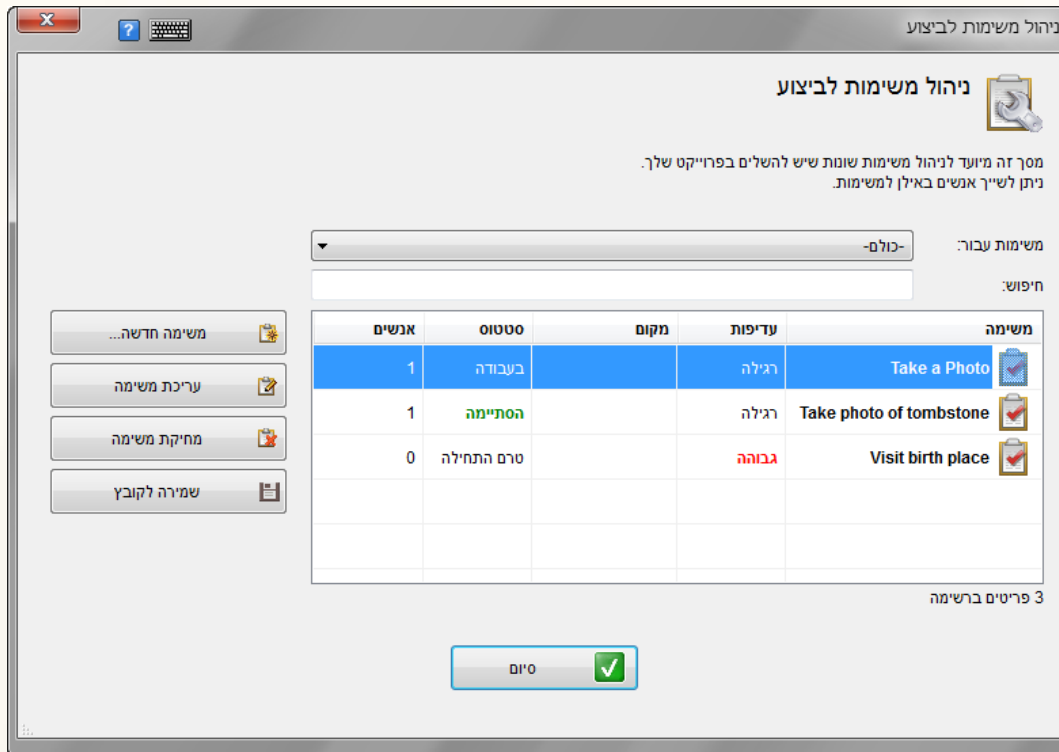 ניהול משימות לביצוע
?
ניהול משימות לביצוע
מסך זה מיועד לניהול משימות שונות שיש להשלים בפרוייקט שלך.
ניתן לשייך אנשים באילן למשימות.
משימות עבור: -כולם-
חיפוש:
משימה עדיפות מקום סטטוס אנשים
Take a Photo רגילה בעבודה 1
Take photo of tombstone רגילה הסתיימה 1
Visit birth place גבוהה טרם התחילה 0
3 פריטים ברשימה
משימה חדשה...
עריכת משימה
מחיקת משימה
שמירה לקובץ
סיום